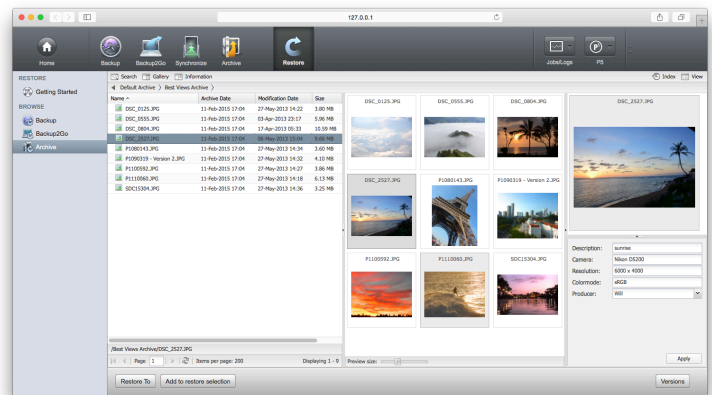 127.0.0.1
Home
Backup
Backup2Go
Synchronize
Archive
Restore
Jobs/Logs
P5
RESTORE
Getting Started
BROWSE
Backup
Backup2Go
Archive
Search Gallery Information
Index View
Default Archive Best Views Archive
Name Archive Date Modification Date Size
DSC_0125.JPG 11-Feb-2015 17:04 27-May-2013 14:22 3.80 MB
DSC_0555.JPG 11-Feb-2015 17:04 03-Apr-2013 23:17 5.96 MB
DSC_0804.JPG 11-Feb-2015 17:04 17-Apr-2013 05:33 10.59 MB
DSC_2527.JPG 11-Feb-2015 17:04 06-May-2013 15:04 9.66 MB
P1080143.JPG 11-Feb-2015 17:04 27-May-2013 14:34 3.60 MB
P1090319 - Version 2.JPG 11-Feb-2015 17:04 27-May-2013 14:32 4.10 MB
P1100592.JPG 11-Feb-2015 17:04 27-May-2013 14:27 3.86 MB
P1110060.JPG 11-Feb-2015 17:04 27-May-2013 14:18 6.13 MB
SDC15304.JPG 11-Feb-2015 17:04 27-May-2013 14:36 3.25 MB
/Best Views Archive/DSC_2527.JPG
Page 1 Items per page: 200 Displaying 1 - 9
DSC_0125.JPG DSC_0555.JPG DSC_0804.JPG
DSC_2527.JPG P1080143.JPG P1090319 - Version 2.JPG
P1100592.JPG P1110060.JPG SDC15304.JPG
Preview size:
DSC_2527.JPG
Description: sunrise
Camera: Nikon D5200
Resolution: 6000 x 4000
Colormode: sRGB
Producer: Will
Apply
Restore To Add to restore selection
Versions